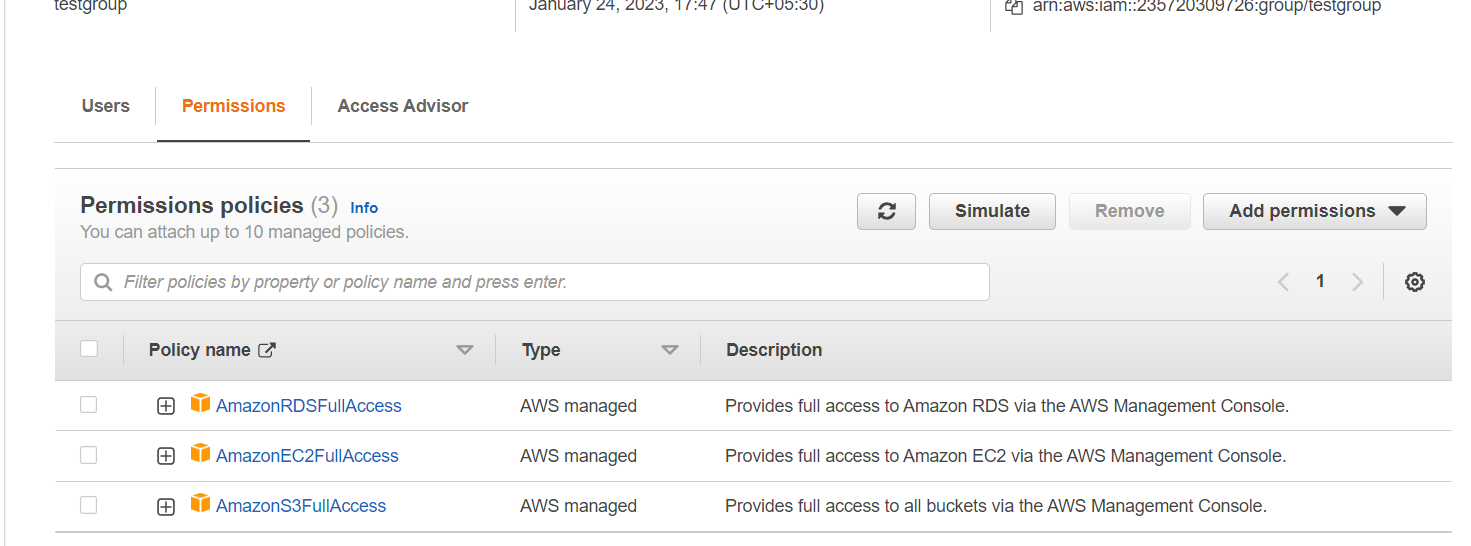 testgroup January 24, 2023, 17:47 (UTC+05:30) arn:aws:iam::235720309726:group/testgroup
Users Permissions Access Advisor
Permissions policies (3) Info
Simulate Remove Add permissions
You can attach up to 10 managed policies.
Filter policies by property or policy name and press enter.
1
Policy name Type Description
AmazonRDSFullAccess AWS managed Provides full access to Amazon RDS via the AWS Management Console.
AmazonEC2FullAccess AWS managed Provides full access to Amazon EC2 via the AWS Management Console.
AmazonS3FullAccess AWS managed Provides full access to all buckets via the AWS Management Console.